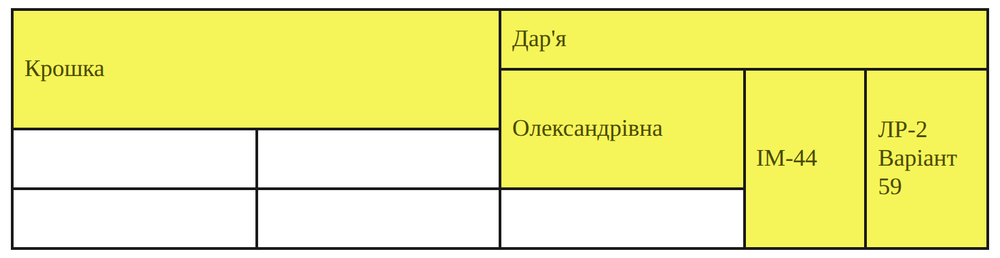 Крошка
Дар'я
Олександрівна
ІМ-44
ЛР-2
Варіант
59